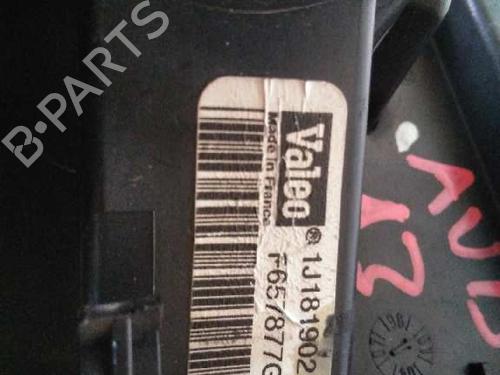 B-PARTS
Valeo®
Made in France
1J181902
F657877G
AUD
A3